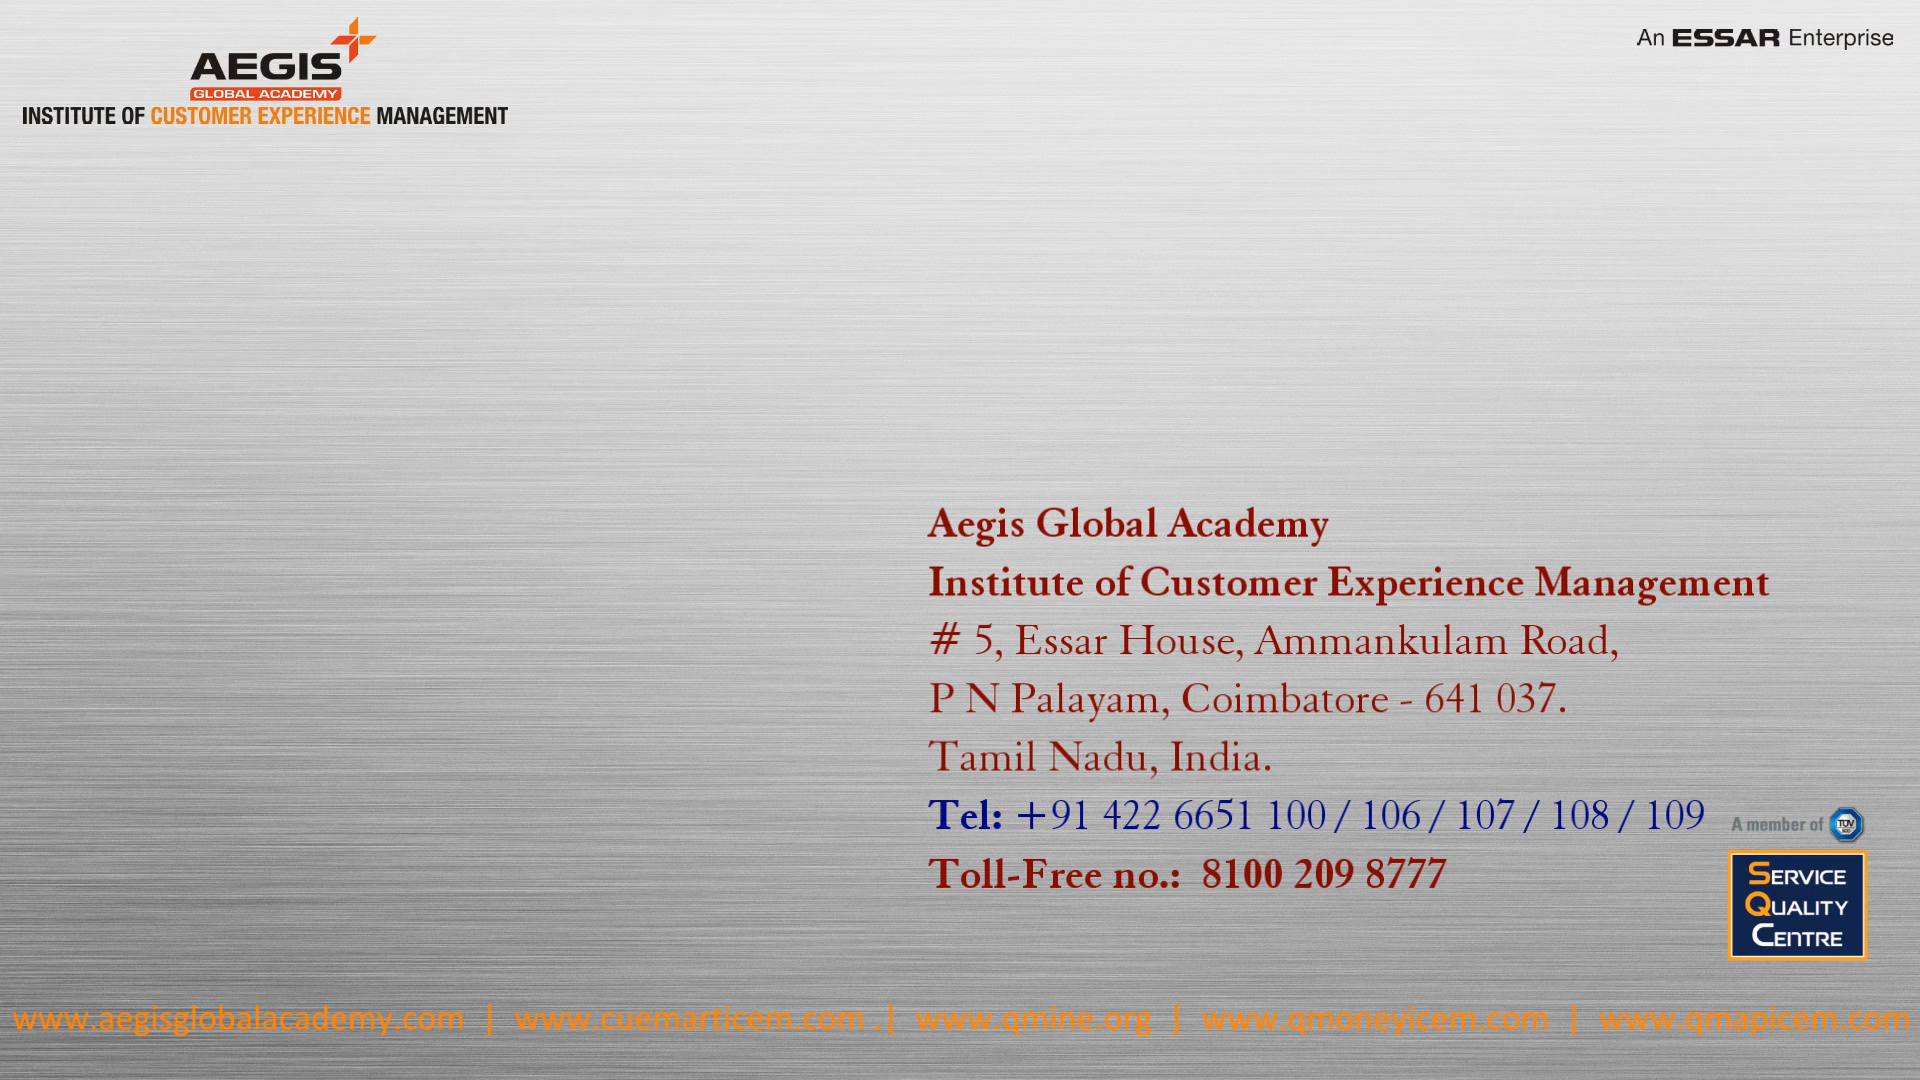 AEGIS
GLOBAL ACADEMY
INSTITUTE OF CUSTOMER EXPERIENCE MANAGEMENT
An ESSAR Enterprise
Aegis Global Academy
Institute of Customer Experience Management
# 5, Essar House, Ammankulam Road,
P N Palayam, Coimbatore - 641 037.
Tamil Nadu, India.
Tel: +91 422 6651 100 / 106 / 107 / 108 / 109
Toll-Free no.: 8100 209 8777
A member of
SERVICE
QUALITY
CENTRE
www.aegisglobalacademy.com | www.cuemarticem.com . | www.qmine.org | www.qmoneyicem.com | www.qmapicem.com